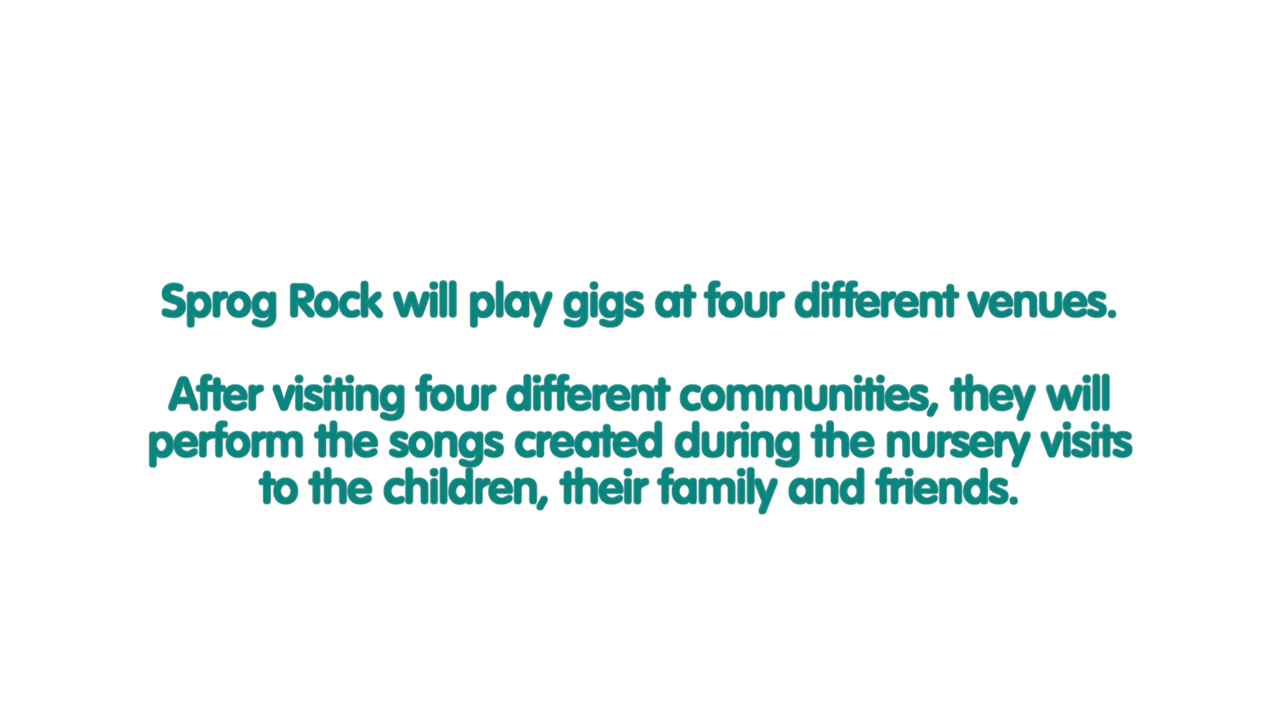 Sprog Rock will play gigs at four different venues.
After visiting four different communities, they will
perform the songs created during the nursery visits
to the children, their family and friends.